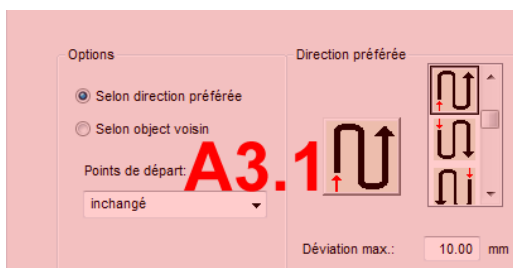 Options
Direction préférée
Selon direction préférée
Selon object voisin
Points de départ:
A3.1
inchangé
Déviation max.:
10.00 mm